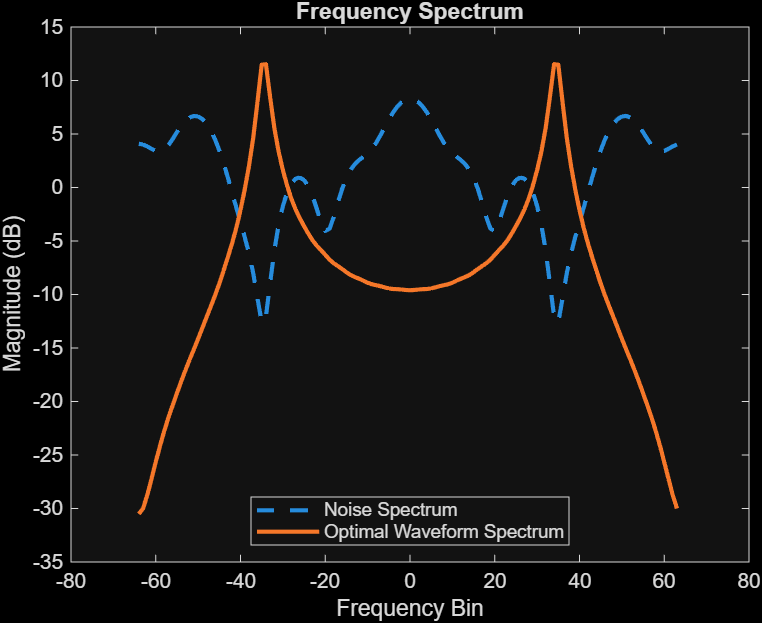 Frequency Spectrum
15
10
5
0
-5
-10
-15
-20
-25
-30
-35
Magnitude (dB)
Noise Spectrum
Optimal Waveform Spectrum
-80 -60 -40 -20 0 20 40 60 80
Frequency Bin